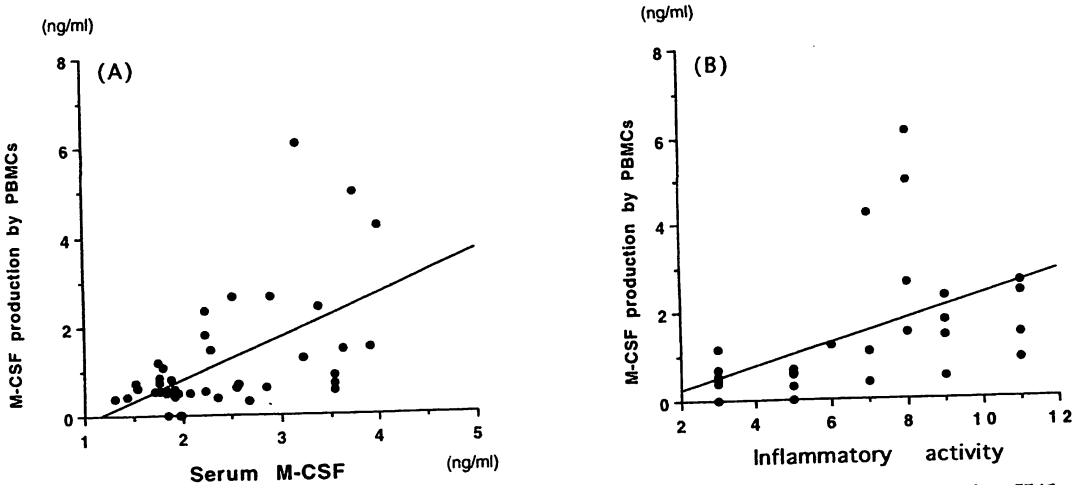 (ng/ml)
(A)
M-CSF production by PBMCs
8
6
4
2
0
1 2 3 4 5
Serum M-CSF
(ng/ml)
(ng/ml)
(B)
M-CSF production by PBMCs
8
6
4
2
0
2 4 6 8 10 12
Inflammatory activity